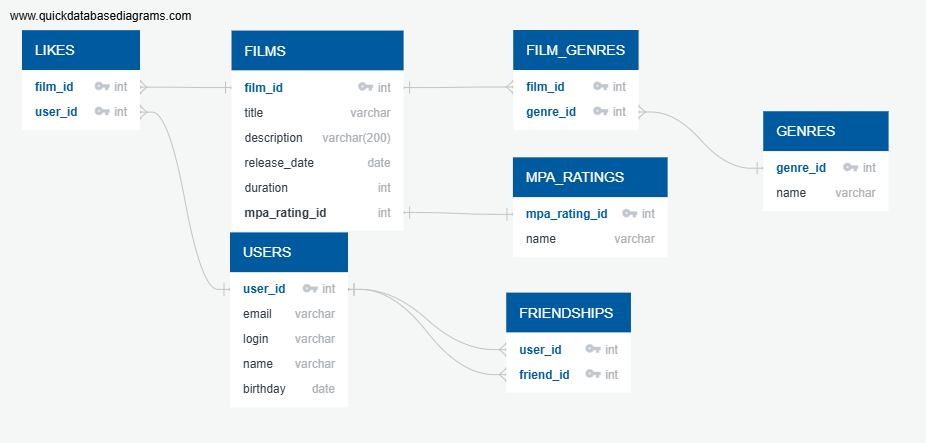 www.quickdatabasediagrams.com
LIKES
film_id int
user_id int
FILMS
film_id int
title varchar
description varchar(200)
release_date date
duration int
mpa_rating_id int
FILM_GENRES
film_id int
genre_id int
GENRES
genre_id int
name varchar
MPA_RATINGS
mpa_rating_id int
name varchar
USERS
user_id int
email varchar
login varchar
name varchar
birthday date
FRIENDSHIPS
user_id int
friend_id int